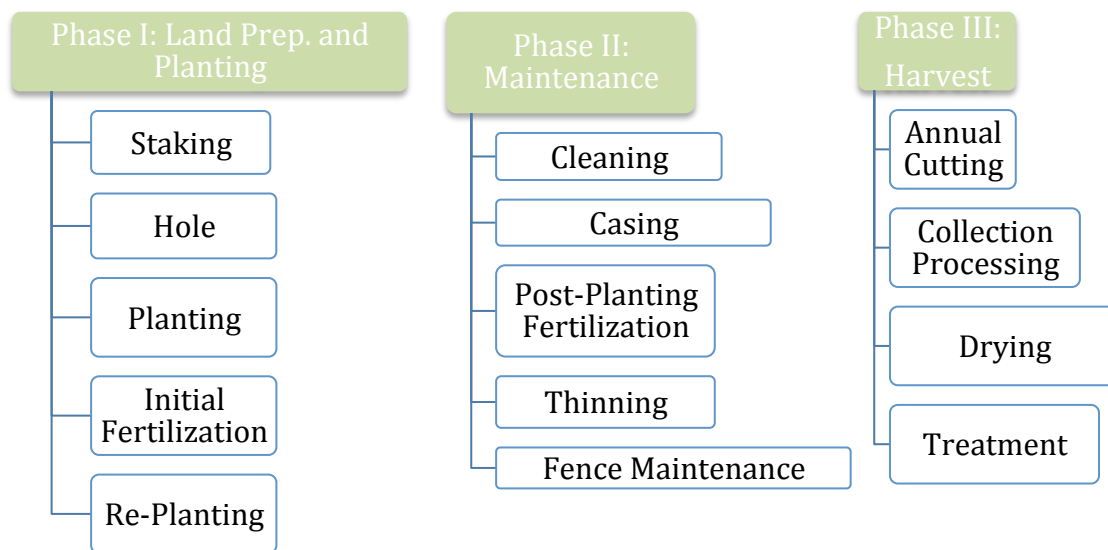 Phase I: Land Prep. and
Planting
Staking
Hole
Planting
Initial
Fertilization
Re-Planting
Phase II:
Maintenance
Cleaning
Casing
Post-Planting
Fertilization
Thinning
Fence Maintenance
Phase III:
Harvest
Annual
Cutting
Collection
Processing
Drying
Treatment